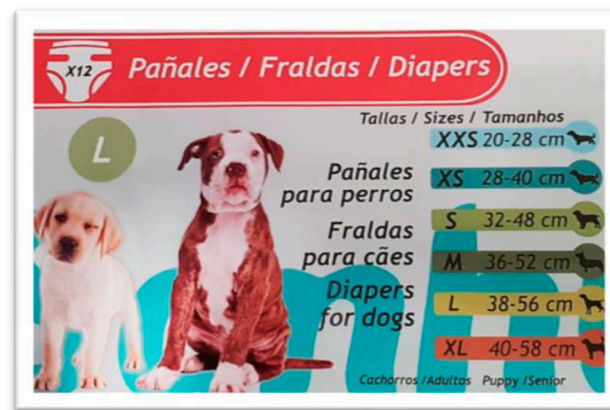 X12
Pañales / Fraldas / Diapers
L
Tallas / Sizes / Tamanhos
XXS 20-28 cm
XS 28-40 cm
S 32-48 cm
M 36-52 cm
L 38-56 cm
XL 40-58 cm
Pañales
para perros
Fraldas
para cães
Diapers
for dogs
Cachorros /Adultos Puppy /Senior